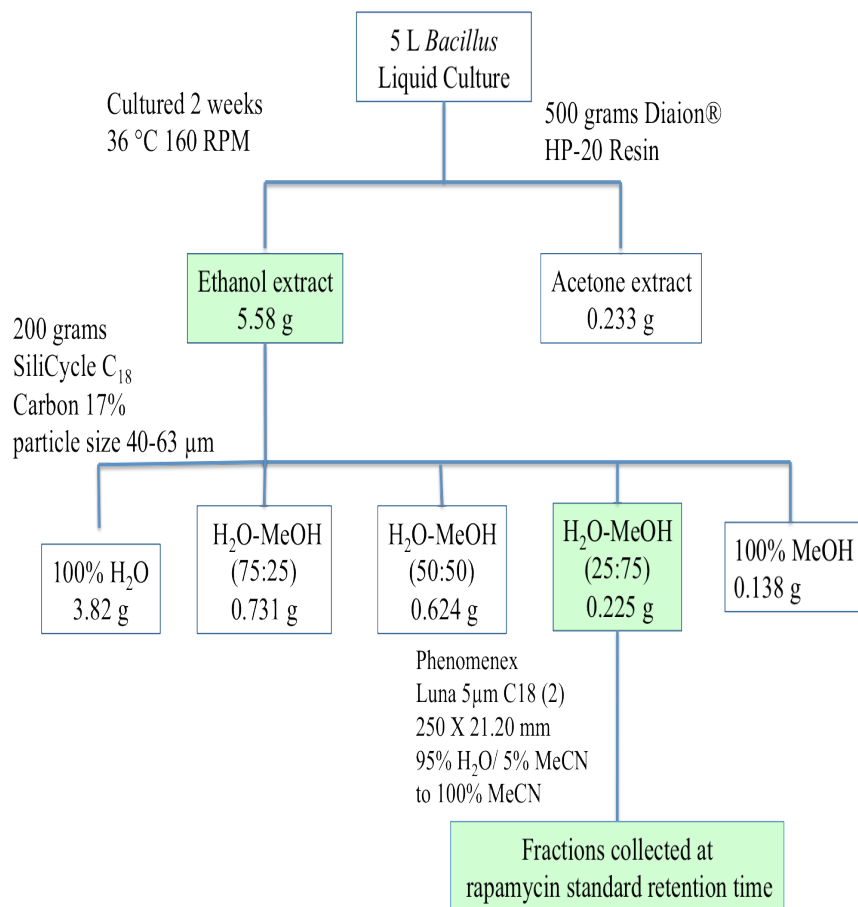 5 L Bacillus
Liquid Culture
Cultured 2 weeks
36 °C 160 RPM
500 grams Diaion®
HP-20 Resin
Ethanol extract
5.58 g
Acetone extract
0.233 g
200 grams
SiliCycle C₁₈
Carbon 17%
particle size 40-63 µm
100% H₂O
3.82 g
H₂O-MeOH
(75:25)
0.731 g
H₂O-MeOH
(50:50)
0.624 g
H₂O-MeOH
(25:75)
0.225 g
100% MeOH
0.138 g
Phenomenex
Luna 5µm C18 (2)
250 X 21.20 mm
95% H₂O/ 5% MeCN
to 100% MeCN
Fractions collected at
rapamycin standard retention time